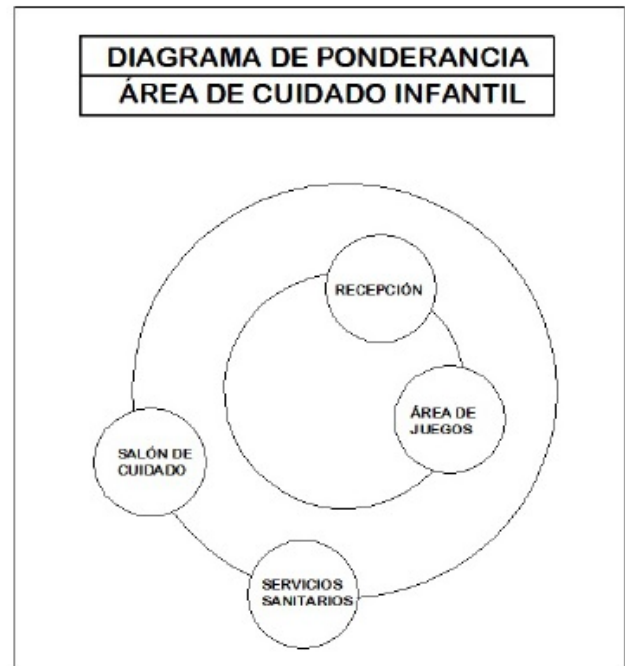 DIAGRAMA DE PONDERANCIA
ÁREA DE CUIDADO INFANTIL
RECEPCIÓN
ÁREA DE
JUEGOS
SALÓN DE
CUIDADO
SERVICIOS
SANITARIOS